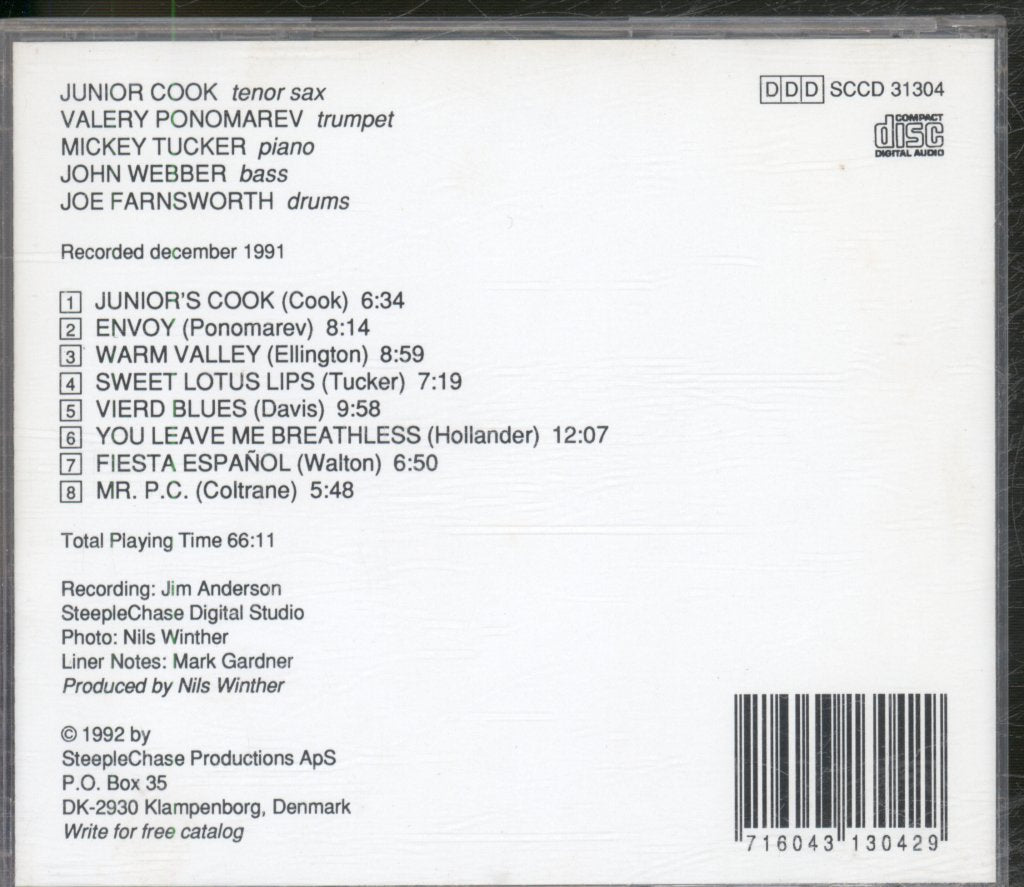 JUNIOR COOK tenor sax
VALERY PONOMAREV trumpet
MICKEY TUCKER piano
JOHN WEBBER bass
JOE FARNSWORTH drums
DDD SCCD 31304
COMPACT
disc
DIGITAL AUDIO
Recorded december 1991
1 JUNIOR'S COOK (Cook) 6:34
2 ENVOY (Ponomarev) 8:14
3 WARM VALLEY (Ellington) 8:59
4 SWEET LOTUS LIPS (Tucker) 7:19
5 VIERD BLUES (Davis) 9:58
6 YOU LEAVE ME BREATHLESS (Hollander) 12:07
7 FIESTA ESPAÑOL (Walton) 6:50
8 MR. P.C. (Coltrane) 5:48
Total Playing Time 66:11
Recording: Jim Anderson
SteepleChase Digital Studio
Photo: Nils Winther
Liner Notes: Mark Gardner
Produced by Nils Winther
© 1992 by
SteepleChase Productions ApS
P.O. Box 35
DK-2930 Klampenborg, Denmark
Write for free catalog
716043 130429